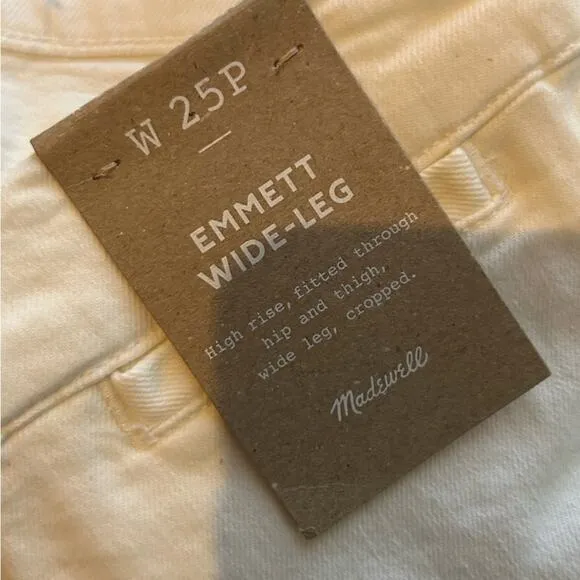 W 25P
EMMETT
WIDE-LEG
High rise, fitted through
hip and thigh,
wide leg, cropped.
Madewell